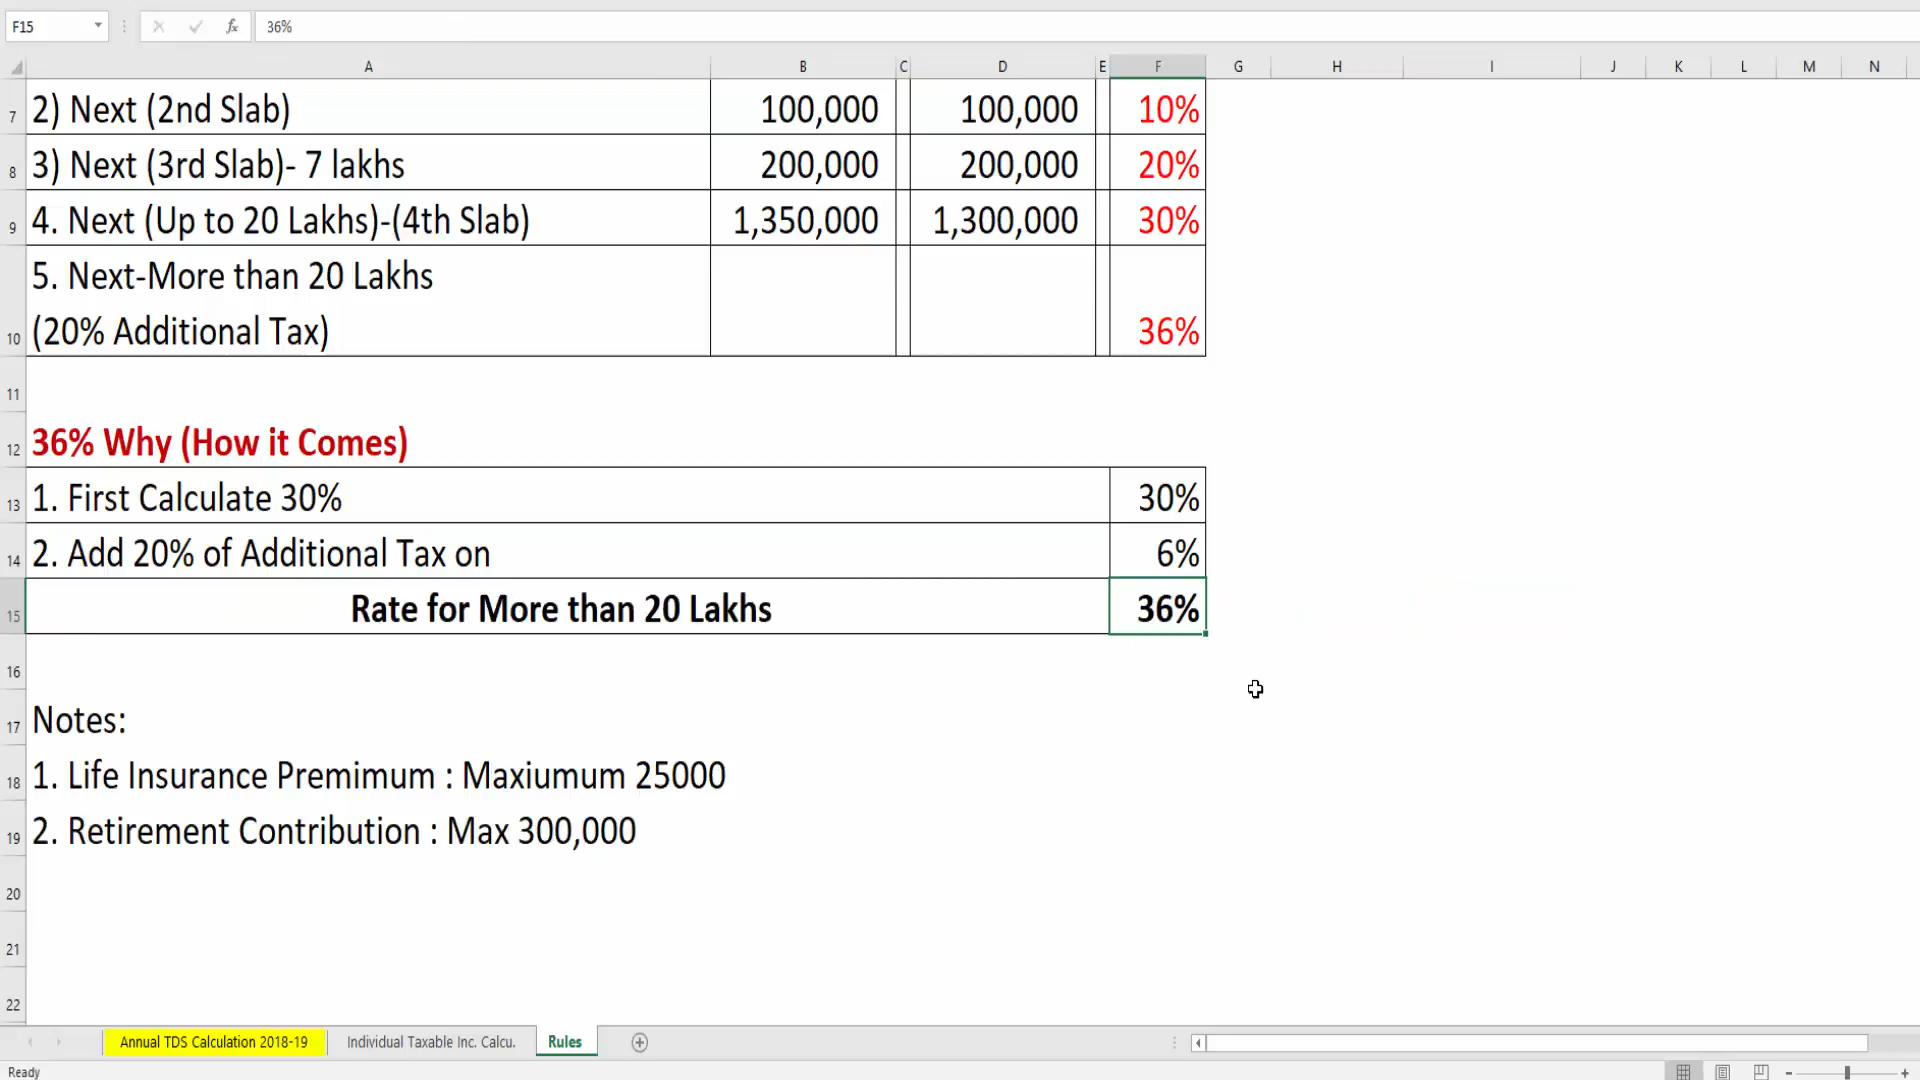 F15 fx 36%
A B C D E F G H I J K L M N
7 2) Next (2nd Slab) 100,000 100,000 10%
8 3) Next (3rd Slab)- 7 lakhs 200,000 200,000 20%
9 4. Next (Up to 20 Lakhs)-(4th Slab) 1,350,000 1,300,000 30%
5. Next-More than 20 Lakhs
10 (20% Additional Tax) 36%
11
12 36% Why (How it Comes)
13 1. First Calculate 30% 30%
14 2. Add 20% of Additional Tax on 6%
15 Rate for More than 20 Lakhs 36%
16
17 Notes:
18 1. Life Insurance Premimum : Maxiumum 25000
19 2. Retirement Contribution : Max 300,000
20
21
22
Annual TDS Calculation 2018-19 Individual Taxable Inc. Calcu. Rules
Ready